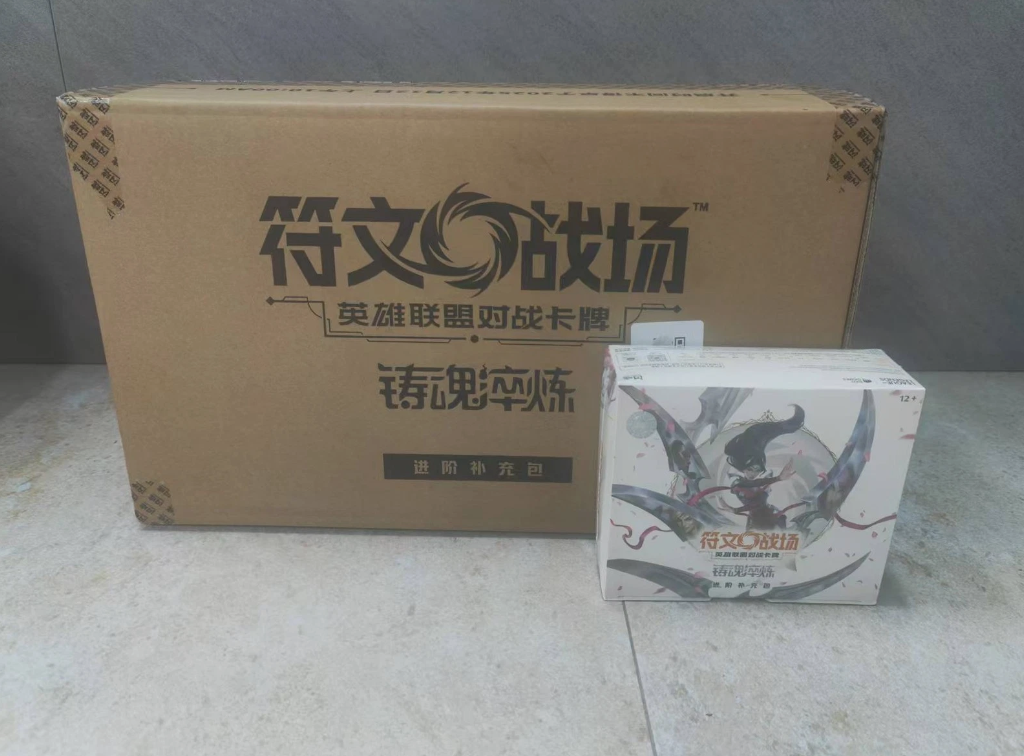 符文战场™
英雄联盟对战卡牌
铸魂淬炼
进阶补充包
12+
符文战场
英雄联盟对战卡牌
铸魂淬炼
进阶补充包